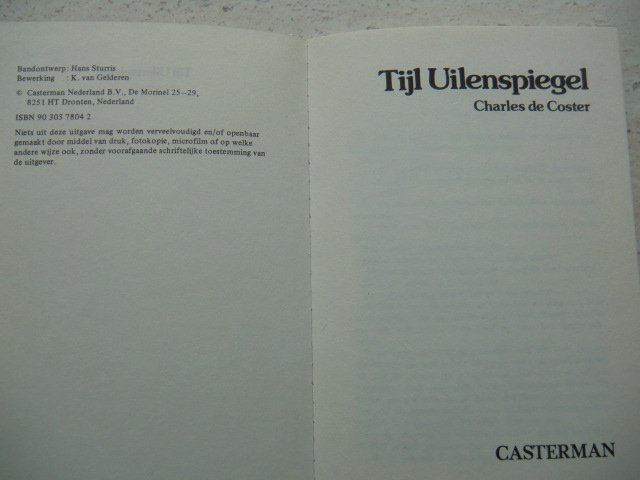 Bandontwerp: Hans Sturris
Bewerking : K. van Gelderen
© Casterman Nederland B.V., De Morinel 25-29,
8251 HT Dronten, Nederland
ISBN 90 303 7804 2
Niets uit deze uitgave mag worden verveelvoudigd en/of openbaar
gemaakt door middel van druk, fotokopie, microfilm of op welke
andere wijze ook, zonder voorafgaande schriftelijke toestemming van
de uitgever.
Tijl Uilenspiegel
Charles de Coster
CASTERMAN